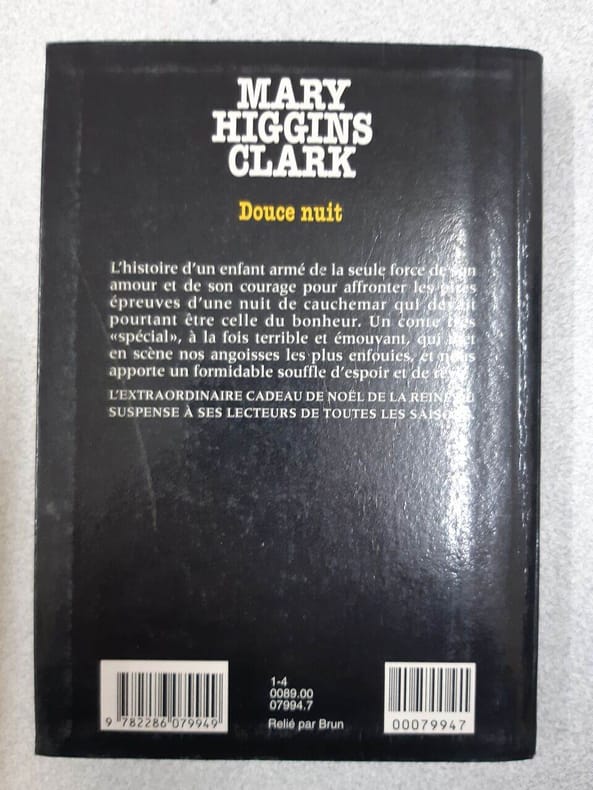 MARY
HIGGINS
CLARK
Douce nuit
L'histoire d'un enfant armé de la seule force de son
amour et de son courage pour affronter les pires
épreuves d'une nuit de cauchemar qui devait
pourtant être celle du bonheur. Un conte très
«spécial», à la fois terrible et émouvant, qui met
en scène nos angoisses les plus enfouies, et nous
apporte un formidable souffle d'espoir et de rêve.
L'EXTRAORDINAIRE CADEAU DE NOËL DE LA REINE DU
SUSPENSE À SES LECTEURS DE TOUTES LES SAISONS.
9 782286 079949
1-4
0089.00
07994.7
Relié par Brun
00079947